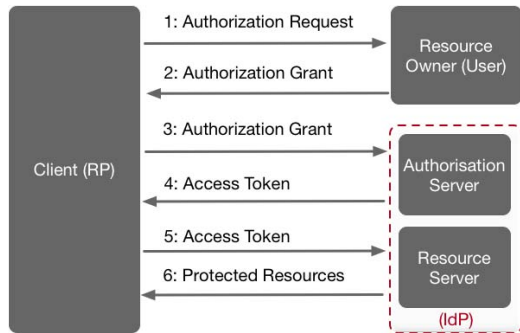 1: Authorization Request
Resource
Owner (User)
2: Authorization Grant
3: Authorization Grant
Client (RP)
Authorisation
Server
4: Access Token
5: Access Token
Resource
Server
6: Protected Resources
(IdP)